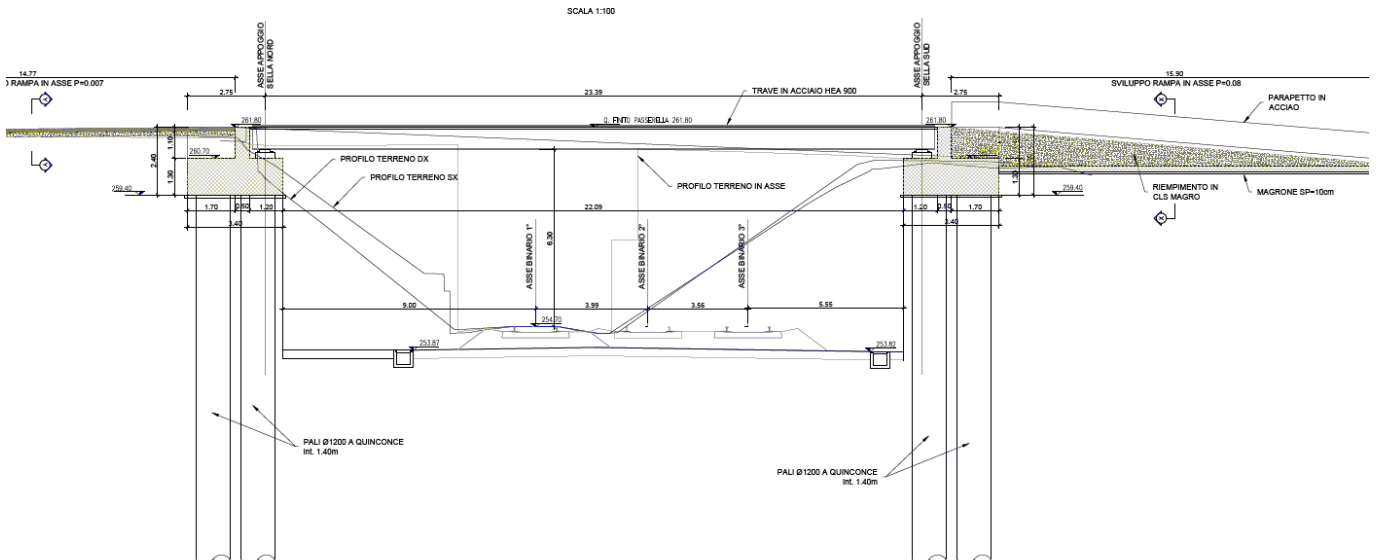 SCALA 1:100
ASSE APPOGGIO
SELLA NORD
ASSE APPOGGIO
SELLA SUD
14.77
O RAMPA IN ASSE P=0.007
15.90
SVILUPPO RAMPA IN ASSE P=0.08
2.75
23.39
2.75
TRAVE IN ACCIAIO HEA 900
PARAPETTO IN
ACCIAO
261.80
Q. FINITO PASSERELLA 261.80
261.80
1.10
2.40
1.30
260.70
PROFILO TERRENO DX
PROFILO TERRENO SX
PROFILO TERRENO IN ASSE
1.30
259.40
259.40
RIEMPIMENTO IN
CLS MAGRO
MAGRONE SP=10cm
1.70
0.50
1.20
22.09
1.20
0.50
1.70
3.40
3.40
6.30
ASSE BINARIO 1°
ASSE BINARIO 2°
ASSE BINARIO 3°
9.00
3.99
3.56
5.55
254.70
253.87
253.82
PALI Ø1200 A QUINCONCE
int. 1.40m
PALI Ø1200 A QUINCONCE
int. 1.40m